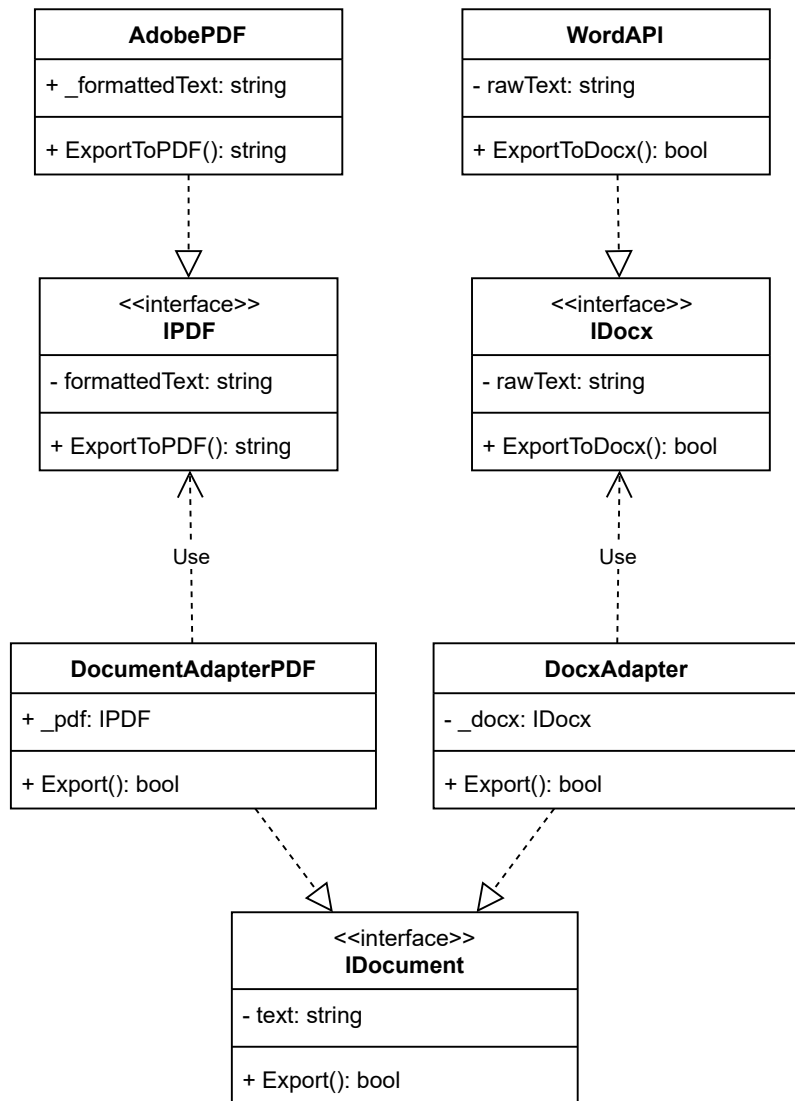 AdobePDF
+ _formattedText: string
+ ExportToPDF(): string
WordAPI
- rawText: string
+ ExportToDocx(): bool
<<interface>>
IPDF
- formattedText: string
+ ExportToPDF(): string
<<interface>>
IDocx
- rawText: string
+ ExportToDocx(): bool
Use
Use
DocumentAdapterPDF
+ _pdf: IPDF
+ Export(): bool
DocxAdapter
- _docx: IDocx
+ Export(): bool
<<interface>>
IDocument
- text: string
+ Export(): bool